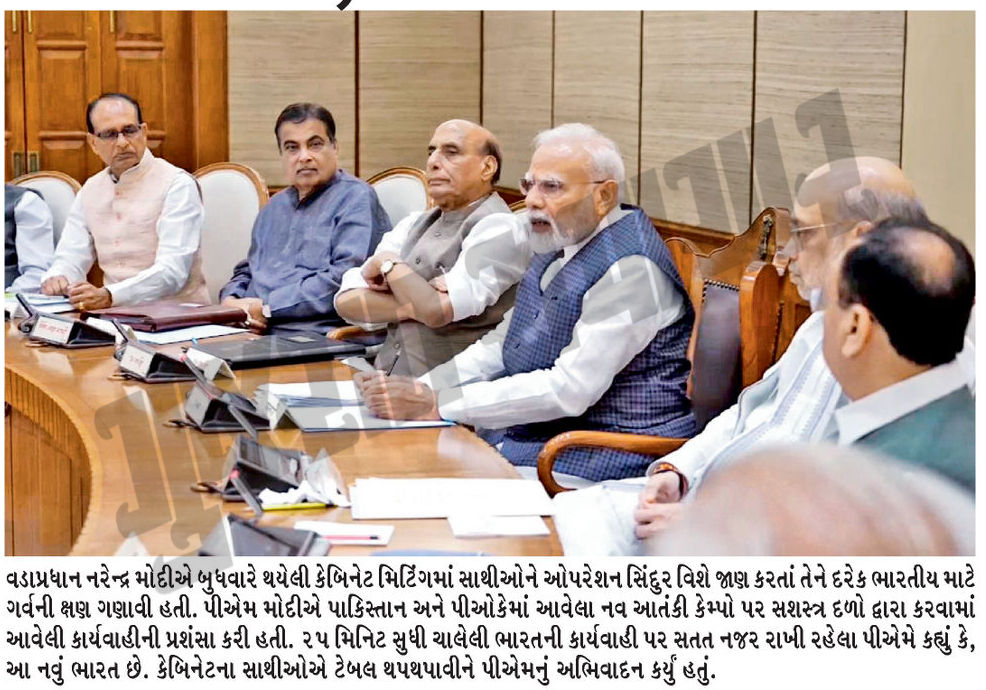 વડાપ્રધાન નરેન્દ્ર મોદીએ બુધવારે થયેલી કેબિનેટ મિટિંગમાં સાથીઓને ઓપરેશન સિંદુર વિશે જાણ કરતાં તેને દરેક ભારતીય માટે
ગર્વની ક્ષણ ગણાવી હતી. પીએમ મોદીએ પાકિસ્તાન અને પીઓકેમાં આવેલા નવ આતંકી કેમ્પો પર સશસ્ત્ર દળો દ્વારા કરવામાં
આવેલી કાર્યવાહીની પ્રશંસા કરી હતી. ૨૫ મિનિટ સુધી ચાલેલી ભારતની કાર્યવાહી પર સતત નજર રાખી રહેલા પીએમે કહ્યું કે,
આ નવું ભારત છે. કેબિનેટના સાથીઓએ ટેબલ થપથપાવીને પીએમનું અભિવાદન કર્યું હતું.